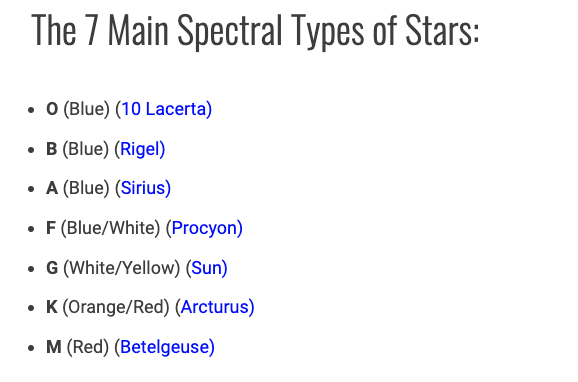 The 7 Main Spectral Types of Stars:
• O (Blue) (10 Lacerta)
• B (Blue) (Rigel)
• A (Blue) (Sirius)
• F (Blue/White) (Procyon)
• G (White/Yellow) (Sun)
• K (Orange/Red) (Arcturus)
• M (Red) (Betelgeuse)